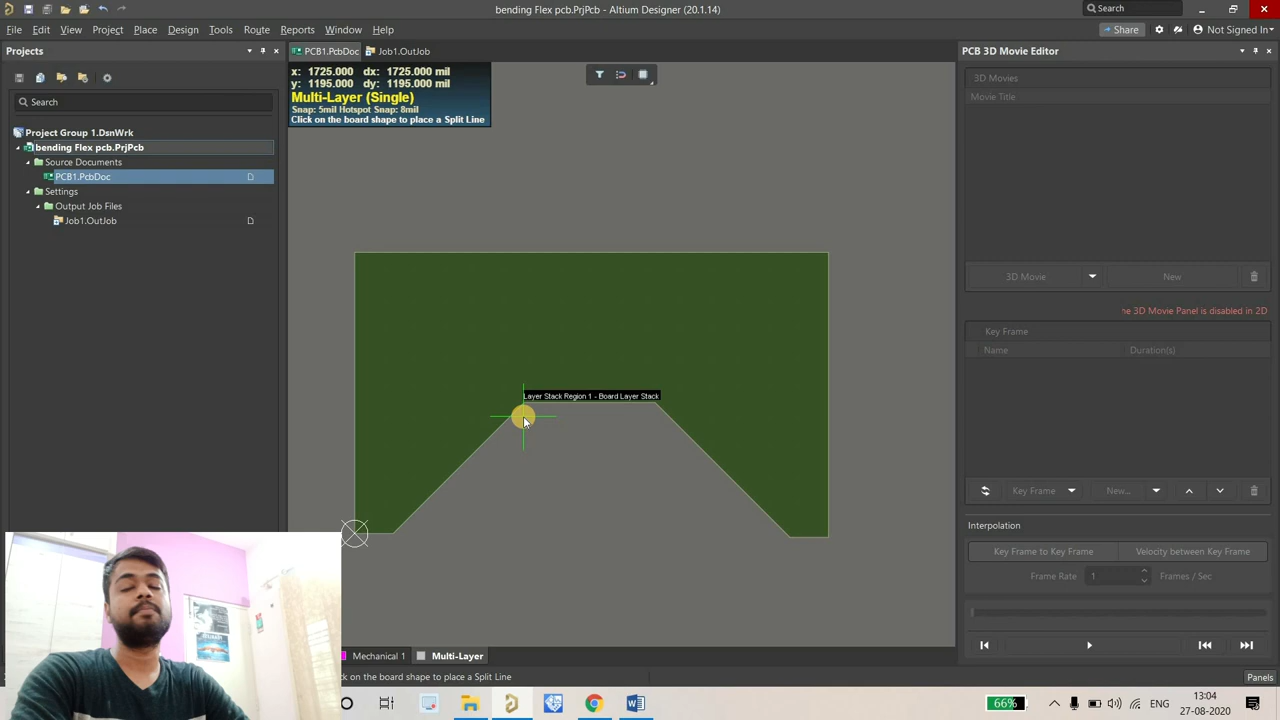 bending Flex pcb.PrjPcb - Altium Designer (20.1.14)
Search
File Edit View Project Place Design Tools Route Reports Window Help
Share
Not Signed In
Projects
PCB1.PcbDoc
Job1.OutJob
PCB 3D Movie Editor
x: 1725.000 dx: 1725.000 mil
y: 1195.000 dy: 1195.000 mil
Multi-Layer (Single)
Snap: 5mil Hotspot Snap: 8mil
Click on the board shape to place a Split Line
3D Movies
Movie Title
Search
Project Group 1.DsnWrk
bending Flex pcb.PrjPcb
Source Documents
PCB1.PcbDoc
Settings
Output Job Files
Job1.OutJob
3D Movie
New
he 3D Movie Panel is disabled in 2D
Key Frame
Name
Duration(s)
Layer Stack Region 1 - Board Layer Stack
Key Frame
New...
Interpolation
Key Frame to Key Frame
Velocity between Key Frame
Frame Rate
1
Frames / Sec
Mechanical 1
Multi-Layer
ck on the board shape to place a Split Line
Panels
66%
ENG
13:04
27-08-2020